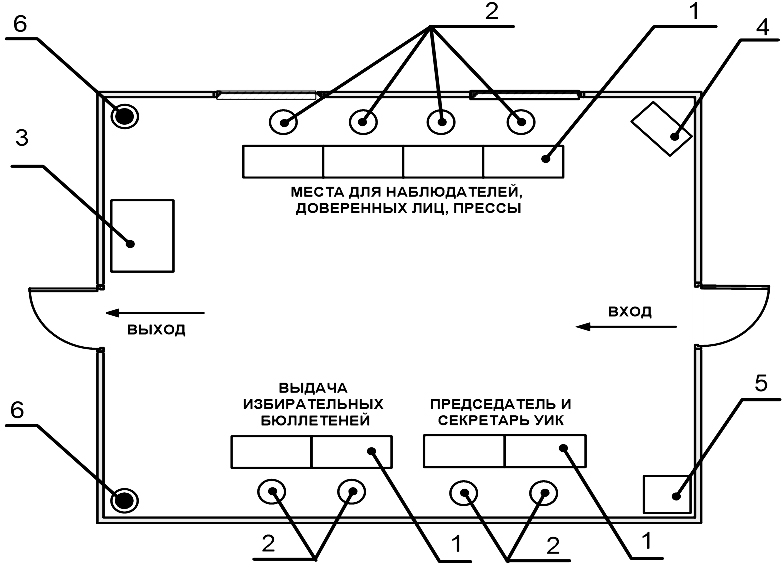 6
2
1
4
3
МЕСТА ДЛЯ НАБЛЮДАТЕЛЕЙ,
ДОВЕРЕННЫХ ЛИЦ, ПРЕССЫ
ВЫХОД
ВХОД
ВЫДАЧА
ИЗБИРАТЕЛЬНЫХ
БЮЛЛЕТЕНЕЙ
ПРЕДСЕДАТЕЛЬ И
СЕКРЕТАРЬ УИК
5
6
2
1
2
1